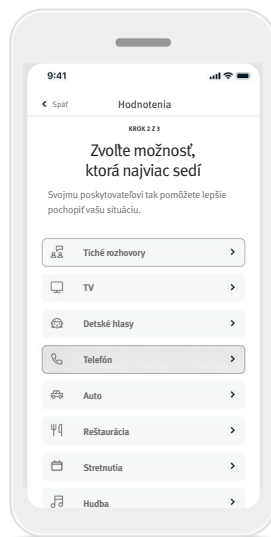 9:41
Späť
Hodnotenia
KROK 2 Z 3
Zvoľte možnosť,
ktorá najviac sedí
Svojmu poskytovateľovi tak pomôžete lepšie
pochopiť vašu situáciu.
Tiché rozhovory
TV
Detské hlasy
Telefón
Auto
Reštaurácia
Stretnutia
Hudba